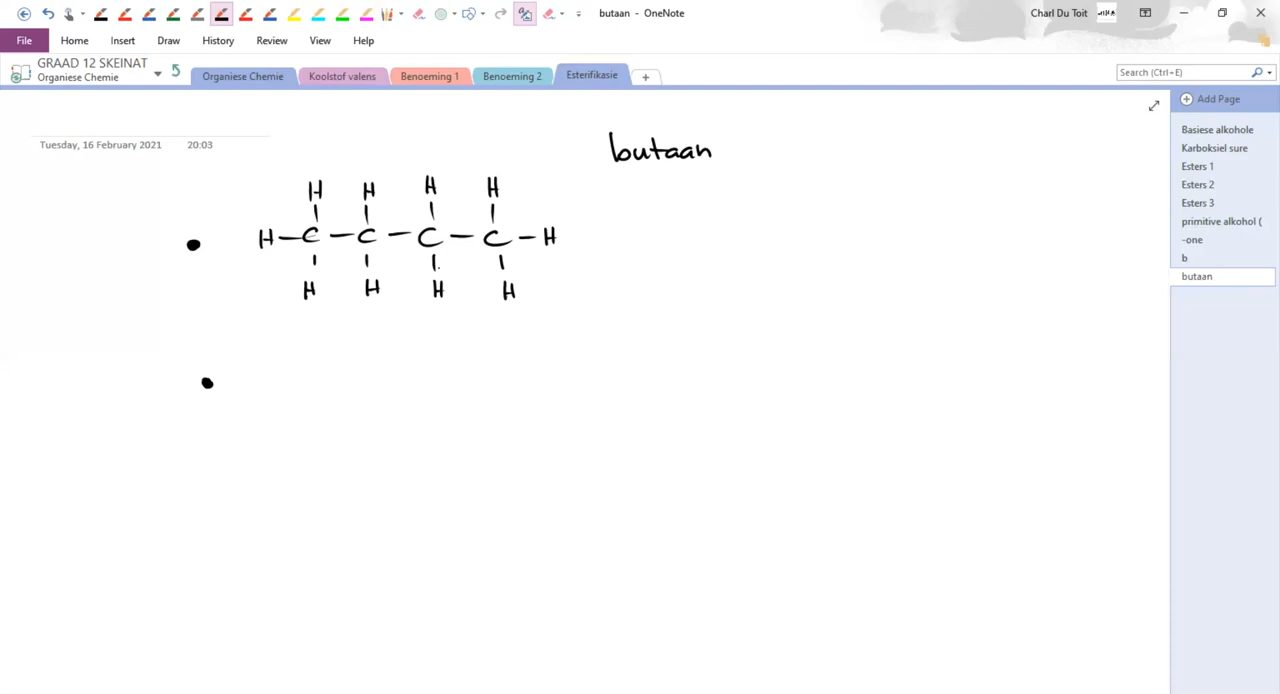 butaan - OneNote
Charl Du Toit
File Home Insert Draw History Review View Help
GRAAD 12 SKEINAT
Organiese Chemie
Organiese Chemie Koolstof valens Benoeming 1 Benoeming 2 Esterifikasie +
Search (Ctrl+E)
Add Page
Tuesday, 16 February 2021 20:03
butaan
H H H H
H-C-C-C-C-H
H H H H
Basiese alkohole
Karboksiel sure
Esters 1
Esters 2
Esters 3
primitive alkohol (
-one
b
butaan